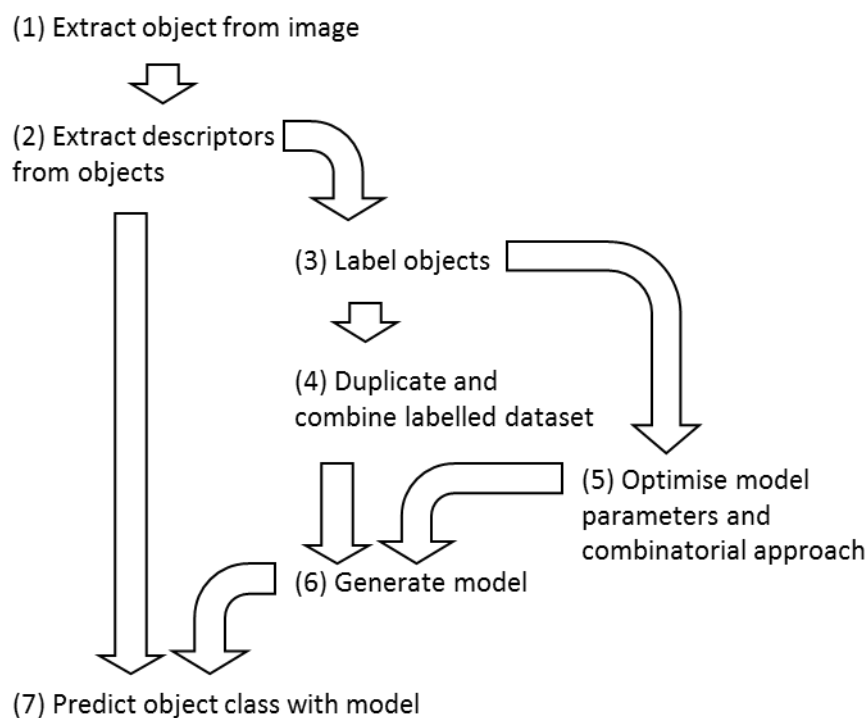 (1) Extract object from image
(2) Extract descriptors
from objects
(3) Label objects
(4) Duplicate and
combine labelled dataset
(5) Optimise model
parameters and
combinatorial approach
(6) Generate model
(7) Predict object class with model